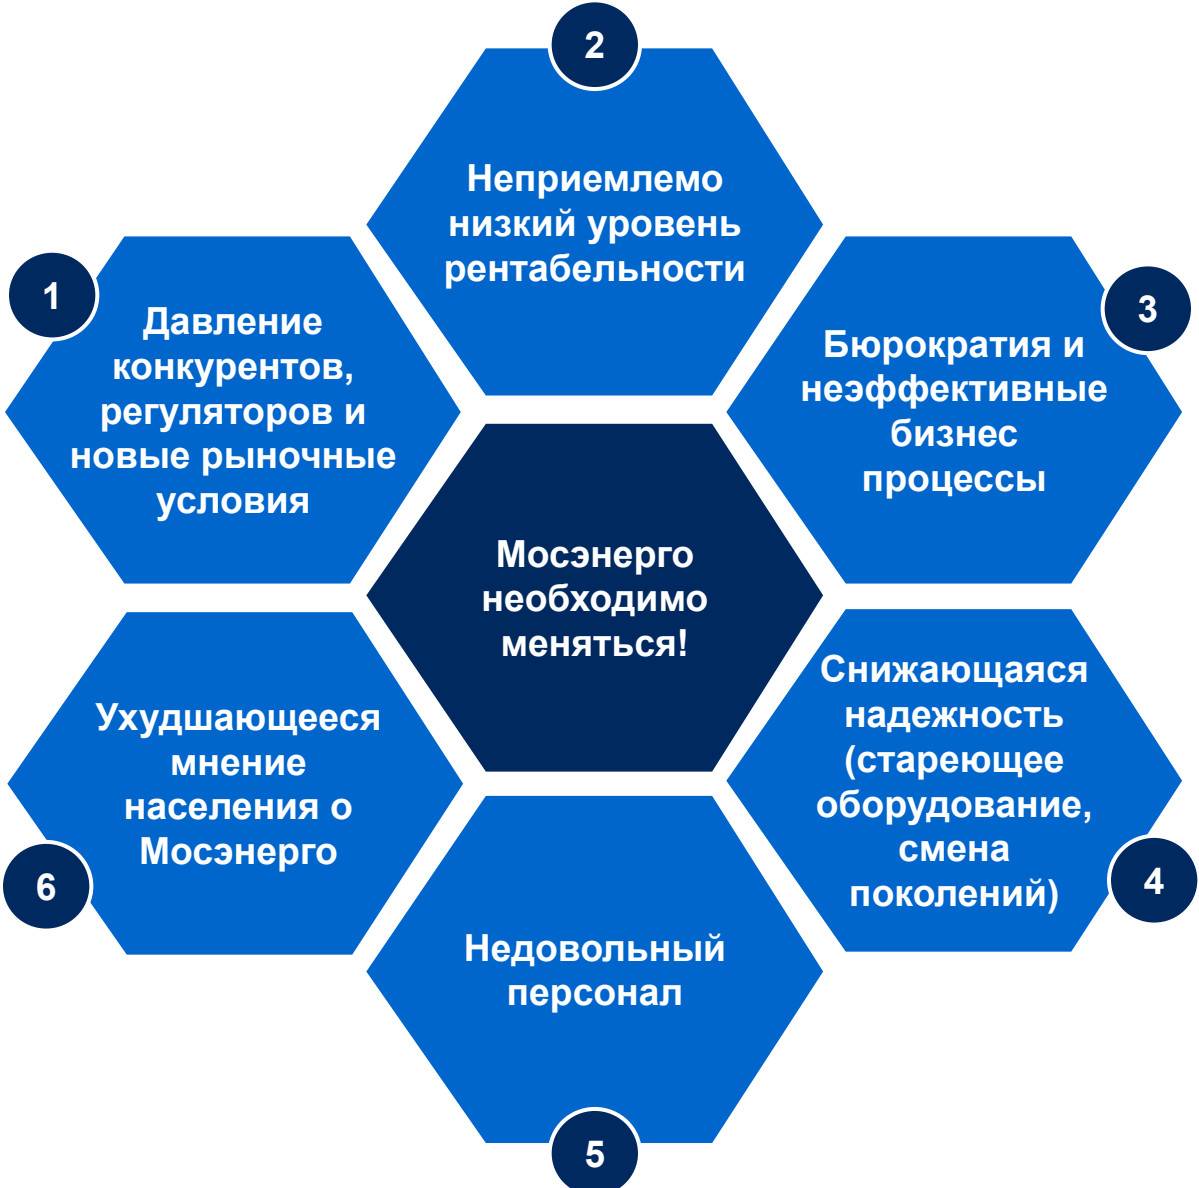 1
Давление
конкурентов,
регуляторов и
новые рыночные
условия
2
Неприемлемо
низкий уровень
рентабельности
3
Бюрократия и
неэффективные
бизнес
процессы
Мосэнерго
необходимо
меняться!
4
Снижающаяся
надежность
(стареющее
оборудование,
смена
поколений)
5
Недовольный
персонал
6
Ухудшающееся
мнение
населения о
Мосэнерго